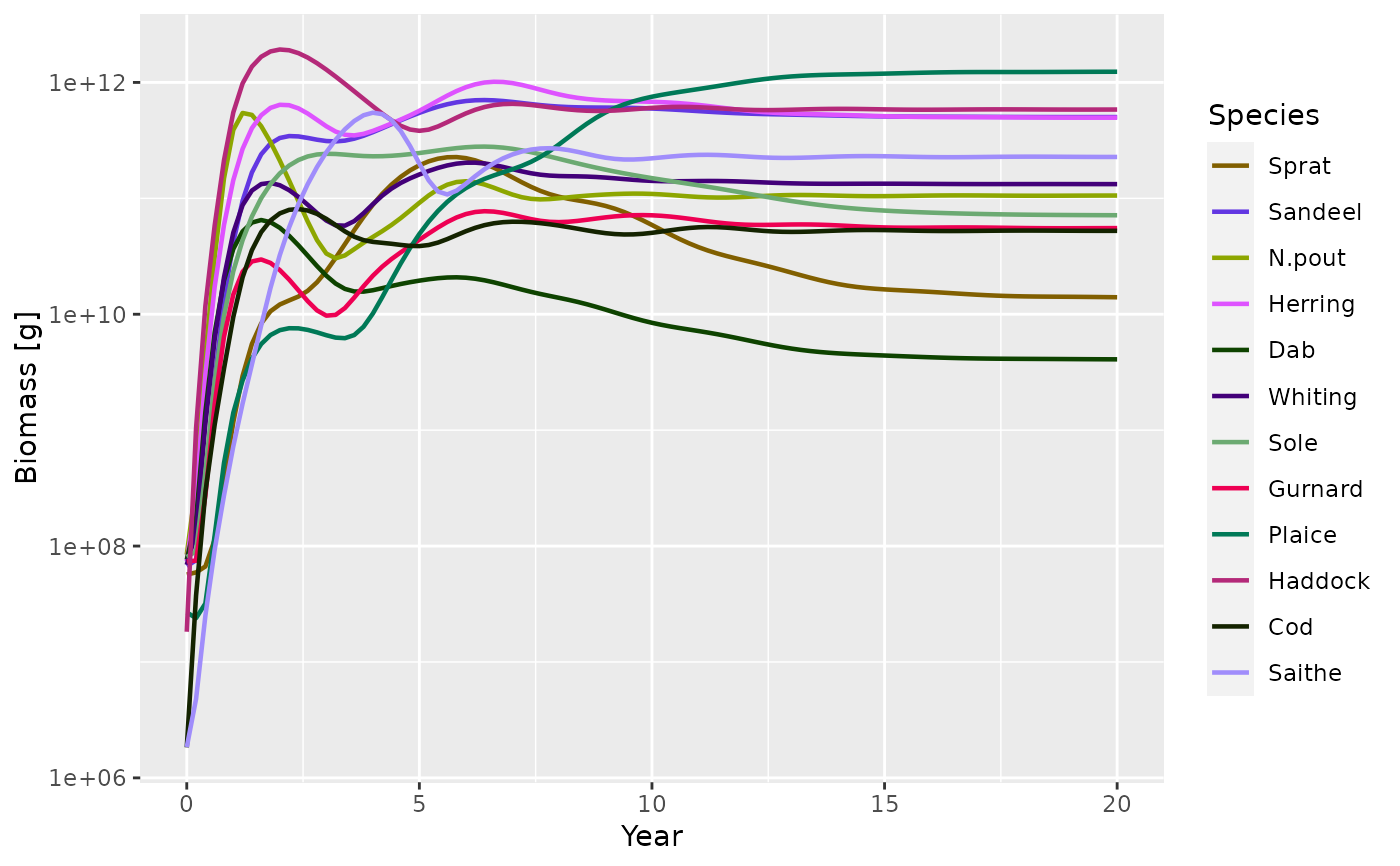 1e+12
1e+10
1e+08
1e+06
Biomass [g]
0 5 10 15 20
Year
Species
Sprat
Sandeel
N.pout
Herring
Dab
Whiting
Sole
Gurnard
Plaice
Haddock
Cod
Saithe